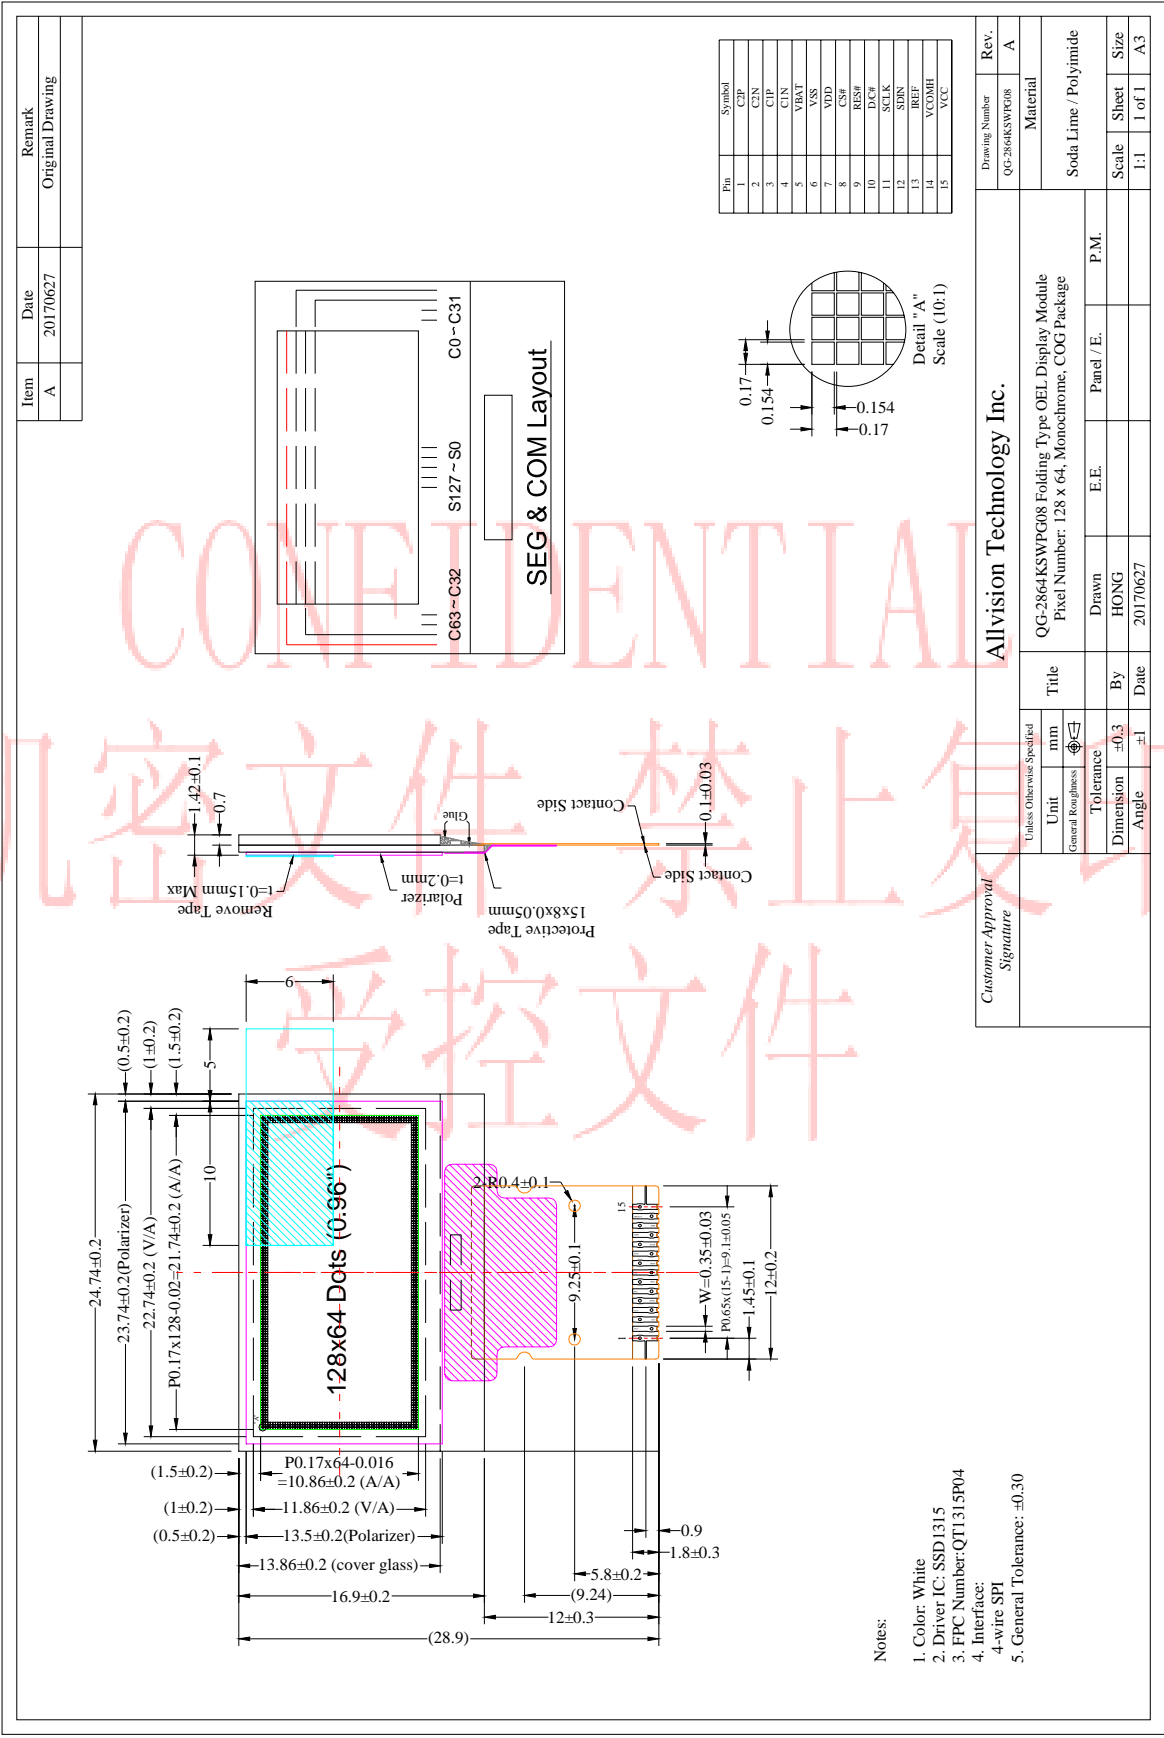 Item Date Remark
A 20170627 Original Drawing
24.74±0.2
23.74±0.2(Polarizer)
22.74±0.2 (V/A)
P0.17x128-0.02=21.74±0.2 (A/A)
(0.5±0.2)
(1±0.2)
(1.5±0.2)
5
10
6
128x64 Dots (0.96")
"A"
(1.5±0.2)
(1±0.2)
(0.5±0.2)
P0.17x64-0.016
=10.86±0.2 (A/A)
11.86±0.2 (V/A)
13.5±0.2(Polarizer)
13.86±0.2 (cover glass)
16.9±0.2
(28.9)
0.9
1.8±0.3
5.8±0.2
(9.24)
12±0.3
2-R0.4±0.1
9.25±0.1
15
1
W=0.35±0.03
P0.65x(15-1)=9.1±0.05
1.45±0.1
12±0.2
1.42±0.1
0.7
Remove Tape
t=0.15mm Max
Polarizer
t=0.2mm
Protective Tape
15x8x0.05mm
Glue
Contact Side
Contact Side
0.1±0.03
C63 ~ C32
S127 ~ S0
C0 ~ C31
SEG & COM Layout
0.17
0.154
0.154
0.17
Detail "A"
Scale (10:1)
Pin Symbol
1 C2P
2 C2N
3 C1P
4 C1N
5 VBAT
6 VSS
7 VDD
8 CS#
9 RES#
10 D/C#
11 SCLK
12 SDIN
13 IREF
14 VCOMH
15 VCC
Notes:
1. Color: White
2. Driver IC: SSD1315
3. FPC Number:QT1315P04
4. Interface:
4-wire SPI
5. General Tolerance: ±0.30
Customer Approval
Signature
Allvision Technology Inc.
Drawing Number Rev.
QG-2864KSWPG08 A
Unless Otherwise Specified
Unit mm
General Roughness
Tolerance
Dimension ±0.3
Angle ±1
Title
QG-2864KSWPG08 Folding Type OEL Display Module
Pixel Number: 128 x 64, Monochrome, COG Package
Material
Soda Lime / Polyimide
Drawn E.E. Panel / E. P.M.
By HONG
Date 20170627
Scale Sheet Size
1:1 1 of 1 A3
CONFIDENTIAL
机密文件 禁止复印
受控文件